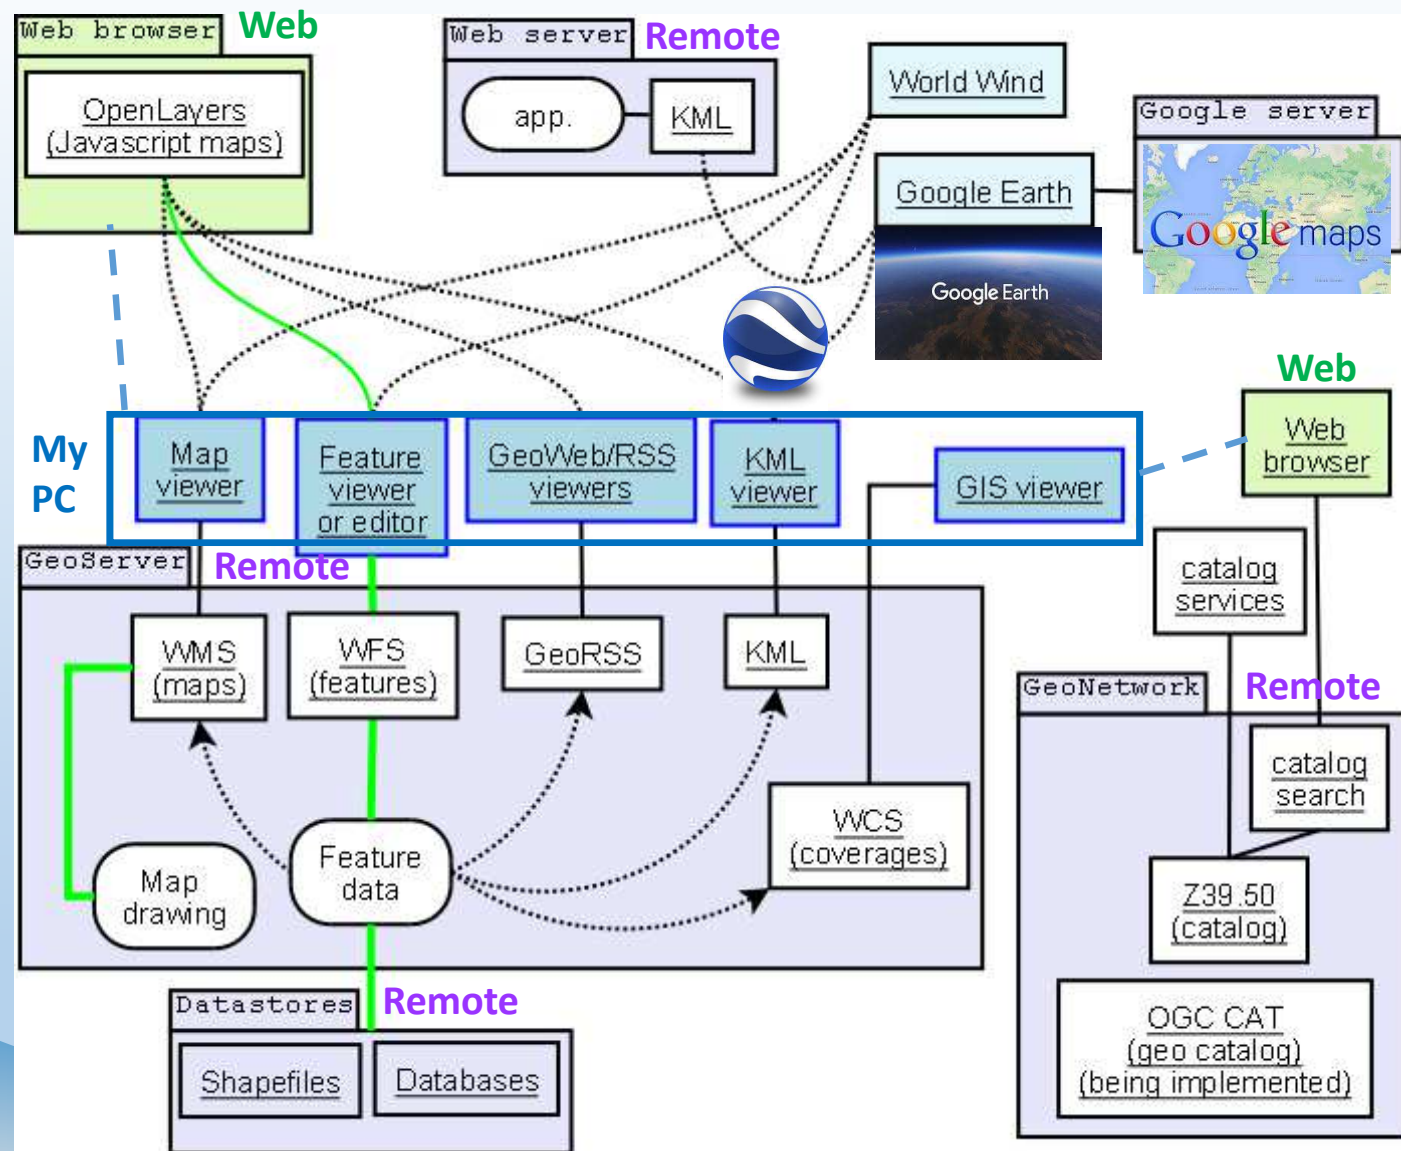 Web browser
Web
OpenLayers
(Javascript maps)
Web server
Remote
app.
KML
World Wind
Google Earth
Google Earth
Google server
Google maps
My
PC
Map
viewer
Feature
viewer
or editor
GeoWeb/RSS
viewers
KML
viewer
GIS viewer
Web
Web
browser
GeoServer
Remote
WMS
(maps)
WFS
(features)
GeoRSS
KML
WCS
(coverages)
Map
drawing
Feature
data
catalog
services
GeoNetwork
Remote
catalog
search
Z39.50
(catalog)
OGC CAT
(geo catalog)
(being implemented)
Datastores
Remote
Shapefiles
Databases